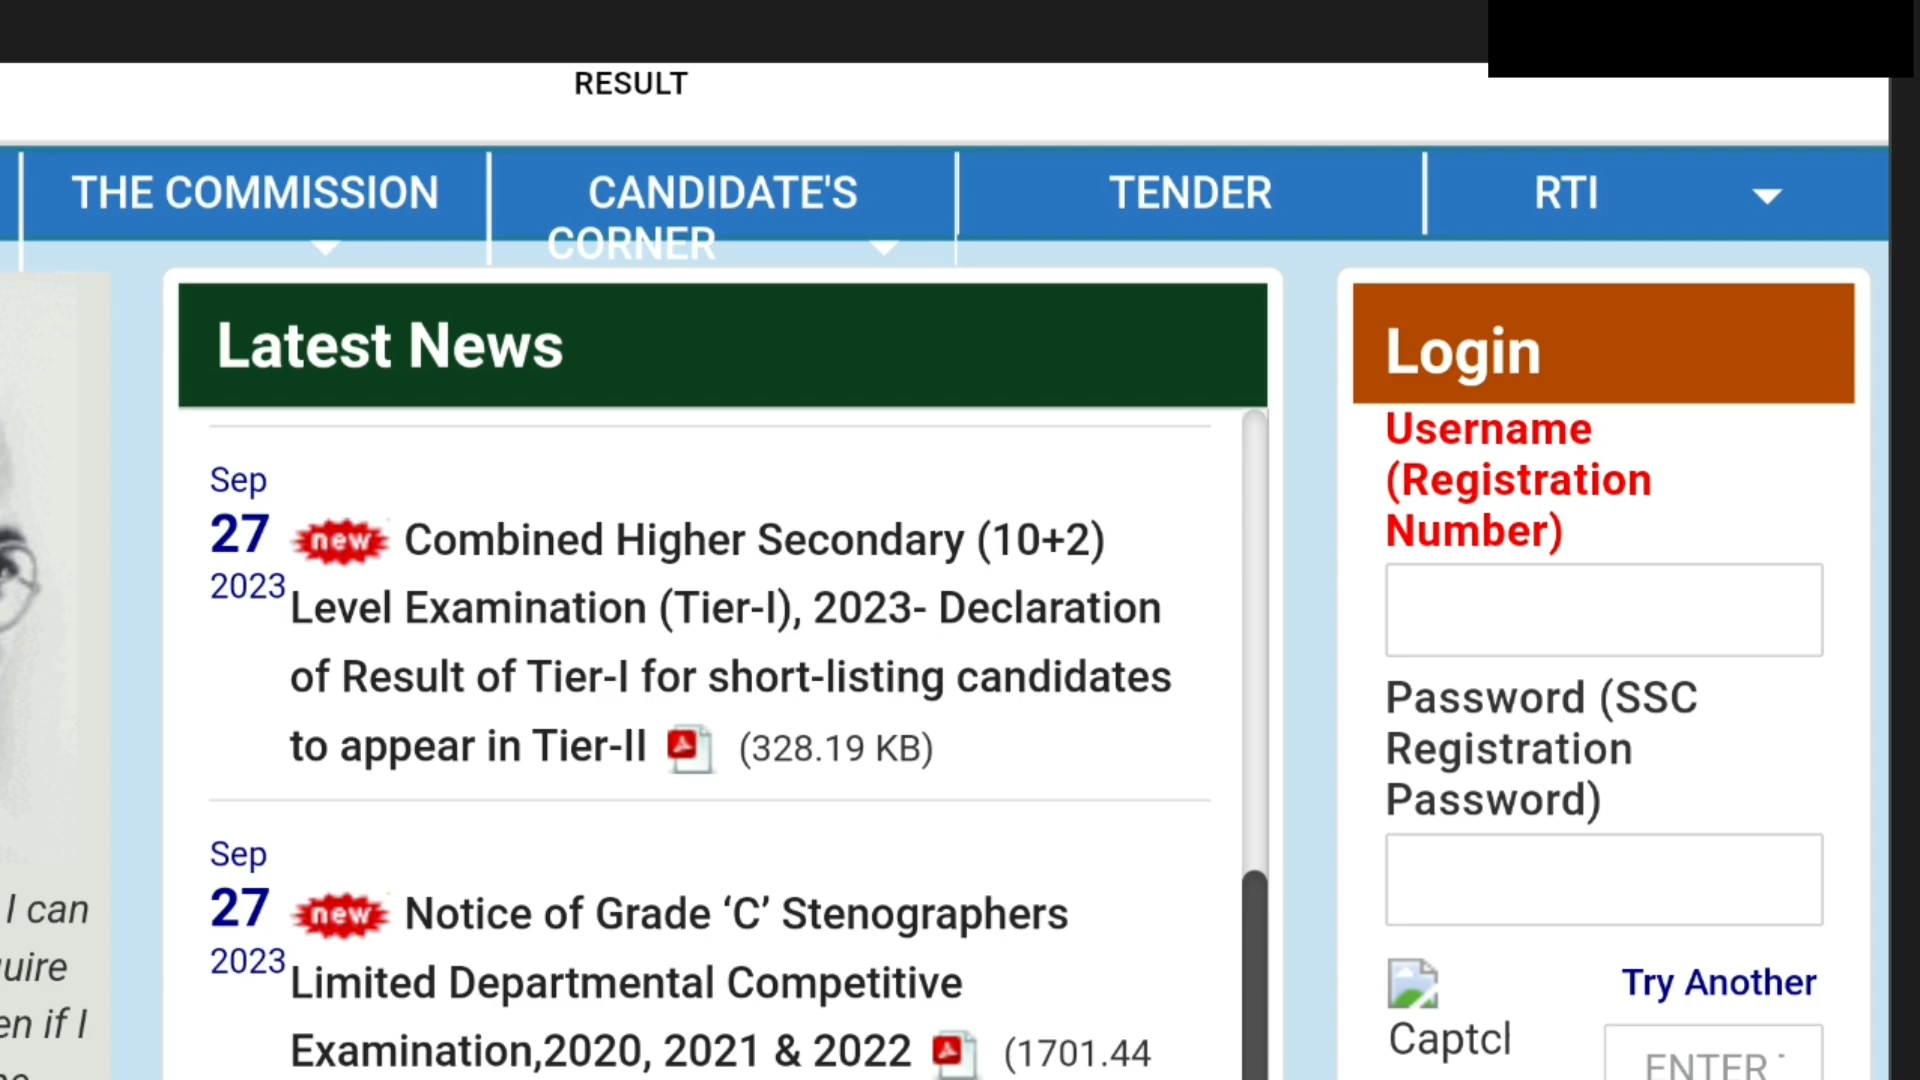 RESULT
THE COMMISSION
CANDIDATE'S
CORNER
TENDER
RTI
Latest News
Sep
27
2023
new Combined Higher Secondary (10+2)
Level Examination (Tier-I), 2023- Declaration
of Result of Tier-I for short-listing candidates
to appear in Tier-II (328.19 KB)
Sep
27
2023
new Notice of Grade ‘C’ Stenographers
Limited Departmental Competitive
Examination,2020, 2021 & 2022 (1701.44
Login
Username
(Registration
Number)
Password (SSC
Registration
Password)
Try Another
ENTER
I can
if I